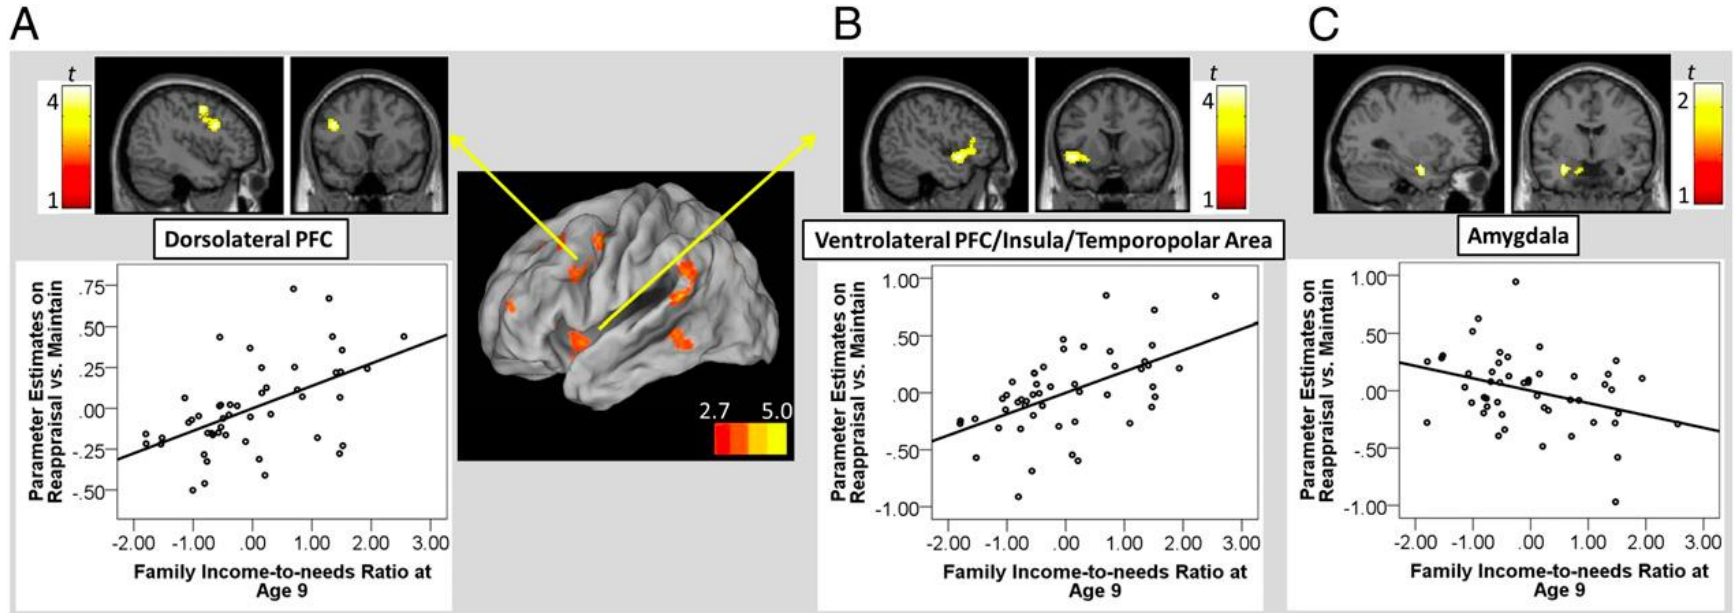 A
B
C
t
4
1
Dorsolateral PFC
t
4
1
Ventrolateral PFC/Insula/Temporopolar Area
t
2
1
Amygdala
2.7 5.0
Parameter Estimates on
Reappraisal vs. Maintain
.75
.50
.25
.00
-.25
-.50
-2.00 -1.00 .00 1.00 2.00 3.00
Family Income-to-needs Ratio at
Age 9
Parameter Estimates on
Reappraisal vs. Maintain
1.00
.50
.00
-.50
-1.00
-2.00 -1.00 .00 1.00 2.00 3.00
Family Income-to-needs Ratio at
Age 9
Parameter Estimates on
Reappraisal vs. Maintain
1.00
.50
.00
-.50
-1.00
-2.00 -1.00 .00 1.00 2.00 3.00
Family Income-to-needs Ratio at
Age 9